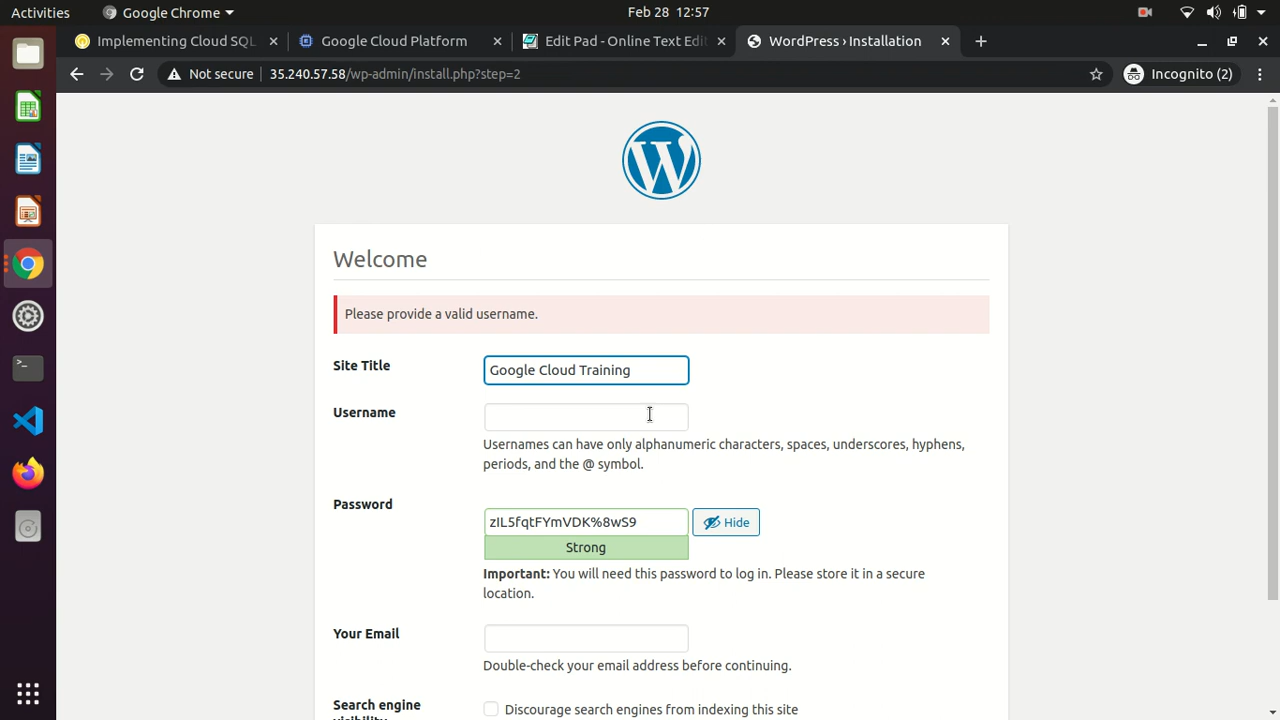 Activities
Google Chrome
Feb 28 12:57
Implementing Cloud SQL
Google Cloud Platform
Edit Pad - Online Text Edit
WordPress › Installation
Not secure
35.240.57.58/wp-admin/install.php?step=2
Incognito (2)
Welcome
Please provide a valid username.
Site Title
Google Cloud Training
Username
Usernames can have only alphanumeric characters, spaces, underscores, hyphens,
periods, and the @ symbol.
Password
zIL5fqtFYmVDK%8wS9
Hide
Strong
Important: You will need this password to log in. Please store it in a secure
location.
Your Email
Double-check your email address before continuing.
Search engine
visibility
Discourage search engines from indexing this site